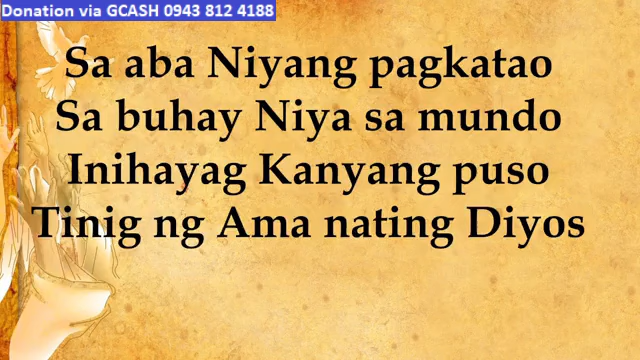 Donation via GCASH 0943 812 4188
Sa aba Niyang pagkatao
Sa buhay Niya sa mundo
Inihayag Kanyang puso
Tinig ng Ama nating Diyos